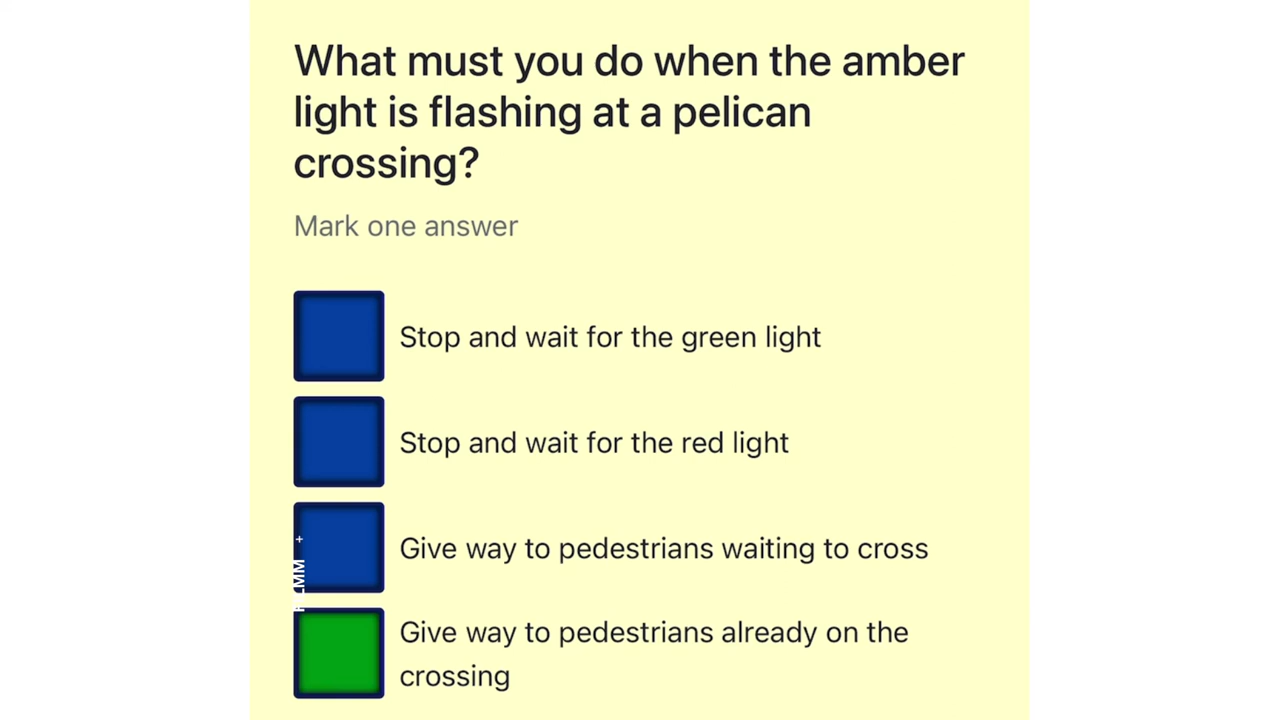 What must you do when the amber
light is flashing at a pelican
crossing?
Mark one answer
Stop and wait for the green light
Stop and wait for the red light
Give way to pedestrians waiting to cross
Give way to pedestrians already on the
crossing